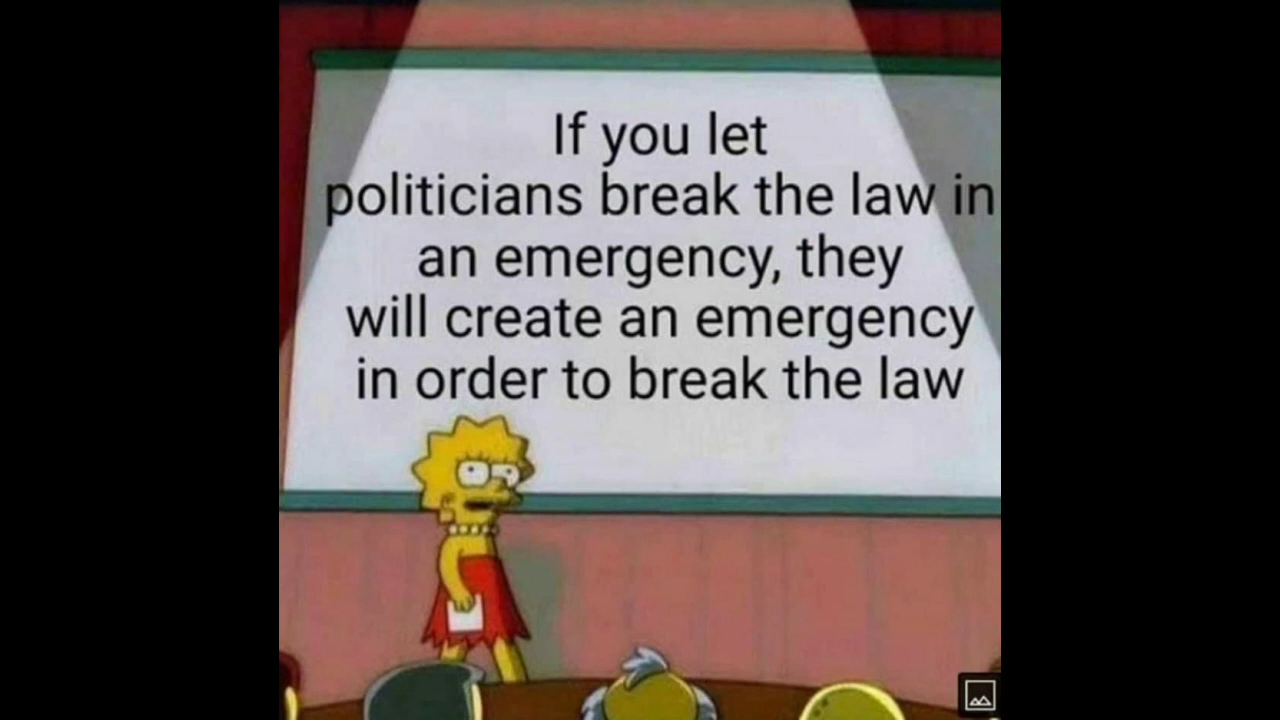 If you let
politicians break the law in
an emergency, they
will create an emergency
in order to break the law